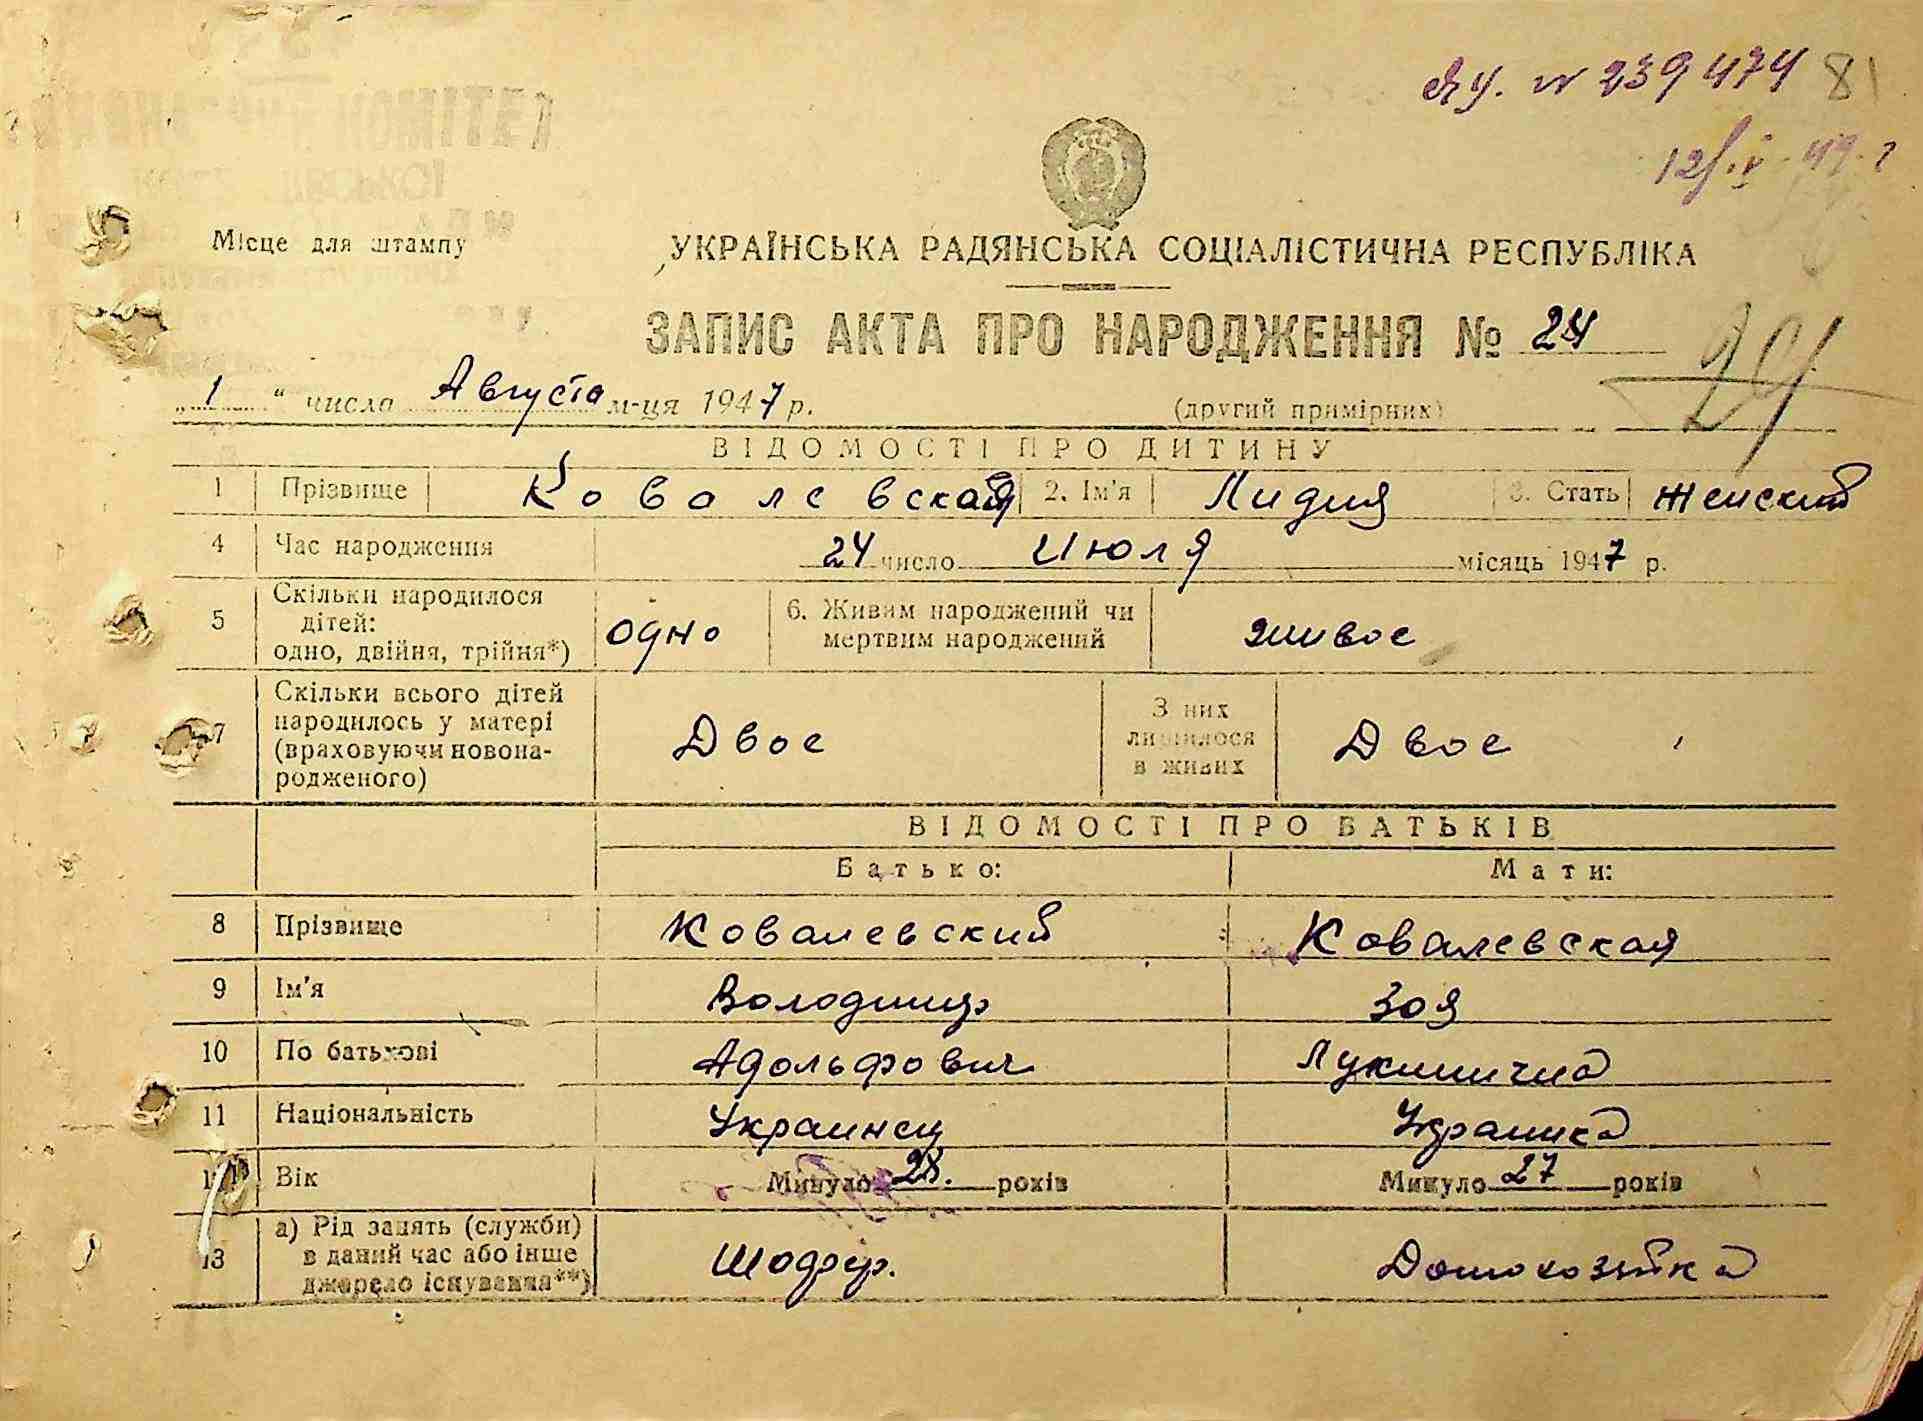 № 239474 81
Місце для штампу
УКРАЇНСЬКА РАДЯНСЬКА СОЦІАЛІСТИЧНА РЕСПУБЛІКА
ЗАПИС АКТА ПРО НАРОДЖЕННЯ № 24
„1“ числа Августа м-ця 1947 р. (другий примірник)
ВІДОМОСТІ ПРО ДИТИНУ
1 Прізвище Ковалевская 2. Ім'я Лидия 3. Стать Женский
4 Час народження 24 число Июля місяць 1947 р.
5 Скільки народилося дітей: одно, двійня, трійня*) одно 6. Живим народжений чи мертвим народжений живое
7 Скільки всього дітей народилось у матері (враховуючи новонародженого) Двое З них лишилося в живих Двое
ВІДОМОСТІ ПРО БАТЬКІВ
Батько: Мати:
8 Прізвище Ковалевский Ковалевская
9 Ім'я Володимир Зоя
10 По батькові Адольфович Лукинична
11 Національність Украинец Украинка
12 Вік Минуло 28. років Минуло 27 років
13 а) Рід занять (служби) в даний час або інше джерело існування**) Шофер. Домохозяйка